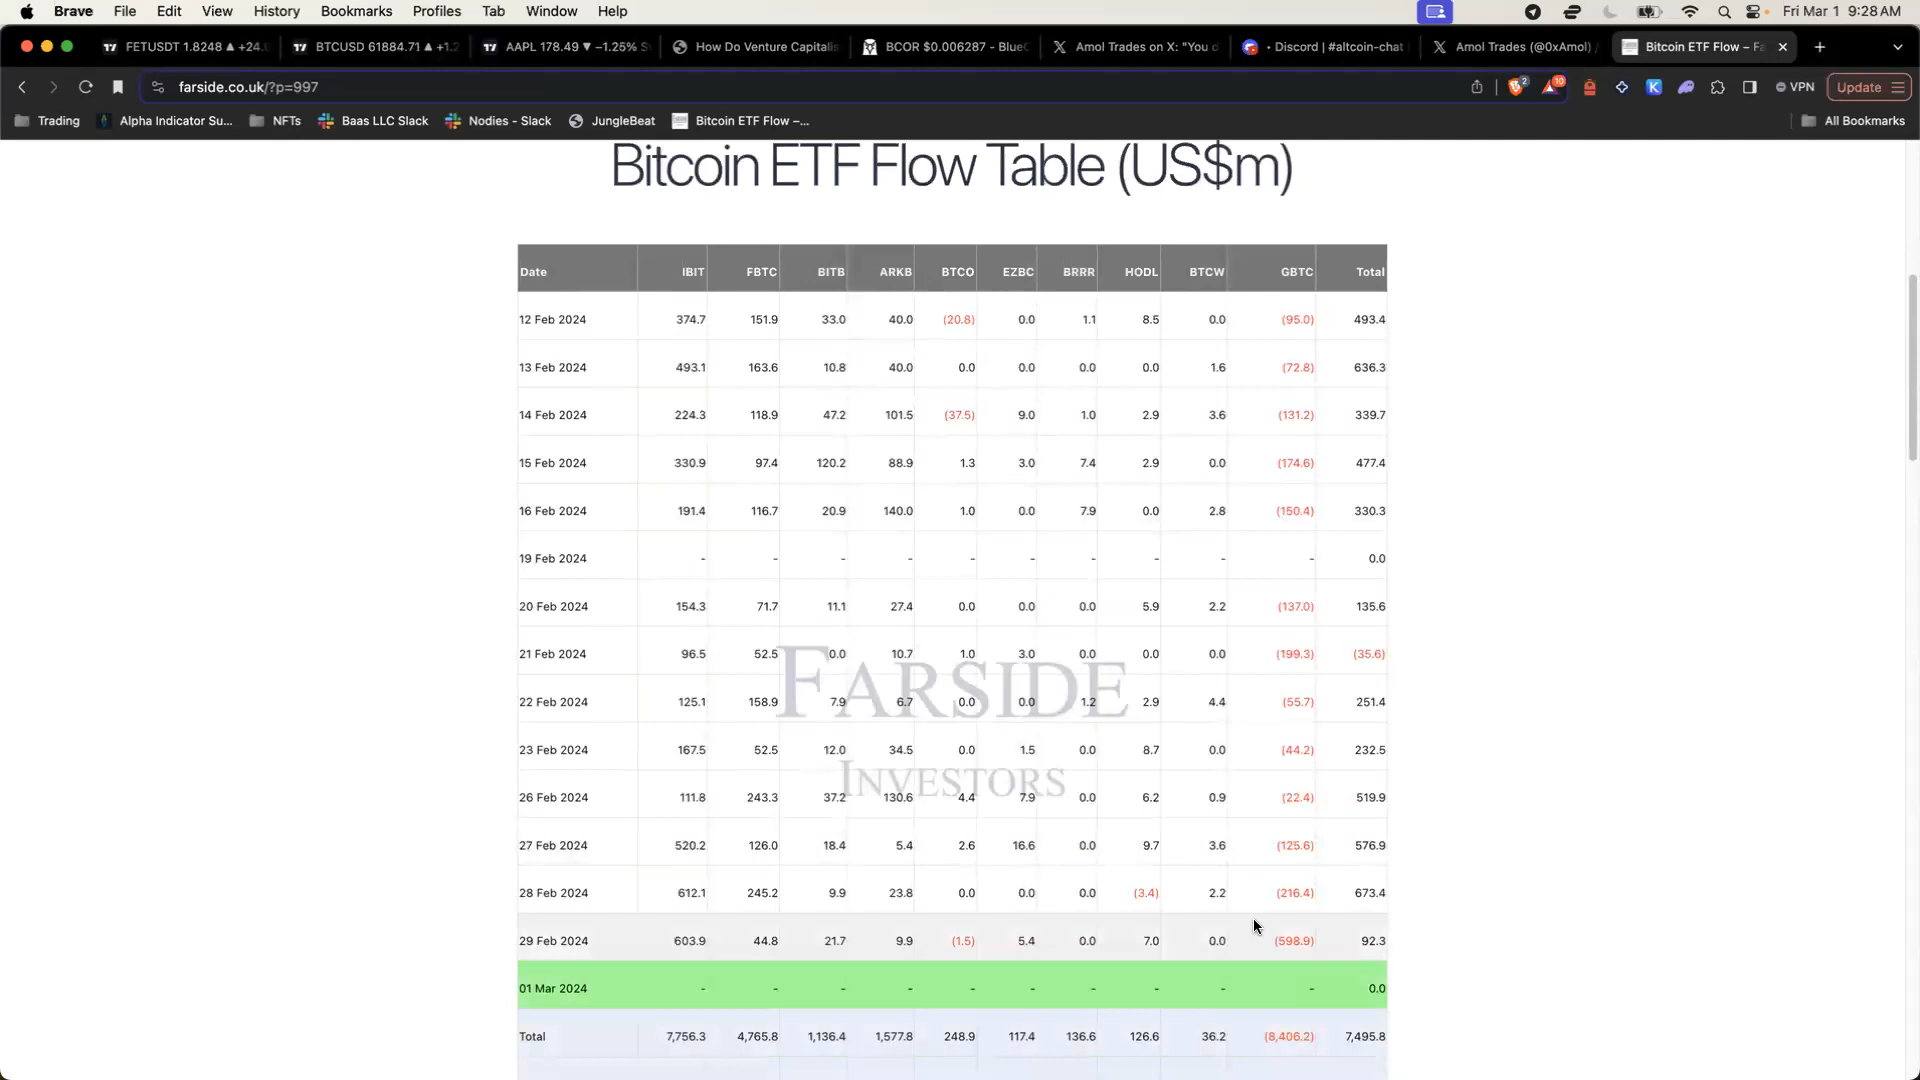 Brave File Edit View History Bookmarks Profiles Tab Window Help Fri Mar 1 9:28 AM
FETUSDT 1.8248 ▲ +24. BTCUSD 61884.71 ▲ +1.2 AAPL 178.49 ▼ −1.25% S How Do Venture Capitalis BCOR $0.006287 - BlueC Amol Trades on X: "You d • Discord | #altcoin-chat Amol Trades (@0xAmol) / Bitcoin ETF Flow – Fa
farside.co.uk/?p=997 2 10 VPN Update
Trading Alpha Indicator Su... NFTs Baas LLC Slack Nodies - Slack JungleBeat Bitcoin ETF Flow –... All Bookmarks
Bitcoin ETF Flow Table (US$m)
Date IBIT FBTC BITB ARKB BTCO EZBC BRRR HODL BTCW GBTC Total
12 Feb 2024 374.7 151.9 33.0 40.0 (20.8) 0.0 1.1 8.5 0.0 (95.0) 493.4
13 Feb 2024 493.1 163.6 10.8 40.0 0.0 0.0 0.0 0.0 1.6 (72.8) 636.3
14 Feb 2024 224.3 118.9 47.2 101.5 (37.5) 9.0 1.0 2.9 3.6 (131.2) 339.7
15 Feb 2024 330.9 97.4 120.2 88.9 1.3 3.0 7.4 2.9 0.0 (174.6) 477.4
16 Feb 2024 191.4 116.7 20.9 140.0 1.0 0.0 7.9 0.0 2.8 (150.4) 330.3
19 Feb 2024 - - - - - - - - - - 0.0
20 Feb 2024 154.3 71.7 11.1 27.4 0.0 0.0 0.0 5.9 2.2 (137.0) 135.6
21 Feb 2024 96.5 52.5 0.0 10.7 1.0 3.0 0.0 0.0 0.0 (199.3) (35.6)
FARSIDE
22 Feb 2024 125.1 158.9 7.9 6.7 0.0 0.0 1.2 2.9 4.4 (55.7) 251.4
23 Feb 2024 167.5 52.5 12.0 34.5 0.0 1.5 0.0 8.7 0.0 (44.2) 232.5
INVESTORS
26 Feb 2024 111.8 243.3 37.2 130.6 4.4 7.9 0.0 6.2 0.9 (22.4) 519.9
27 Feb 2024 520.2 126.0 18.4 5.4 2.6 16.6 0.0 9.7 3.6 (125.6) 576.9
28 Feb 2024 612.1 245.2 9.9 23.8 0.0 0.0 0.0 (3.4) 2.2 (216.4) 673.4
29 Feb 2024 603.9 44.8 21.7 9.9 (1.5) 5.4 0.0 7.0 0.0 (598.9) 92.3
01 Mar 2024 - - - - - - - - - - 0.0
Total 7,756.3 4,765.8 1,136.4 1,577.8 248.9 117.4 136.6 126.6 36.2 (8,406.2) 7,495.8